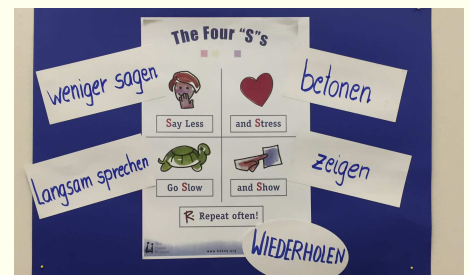 The Four "S"s
weniger sagen
Say Less
betonen
and Stress
langsam sprechen
Go Slow
zeigen
and Show
R Repeat often!
WIEDERHOLEN